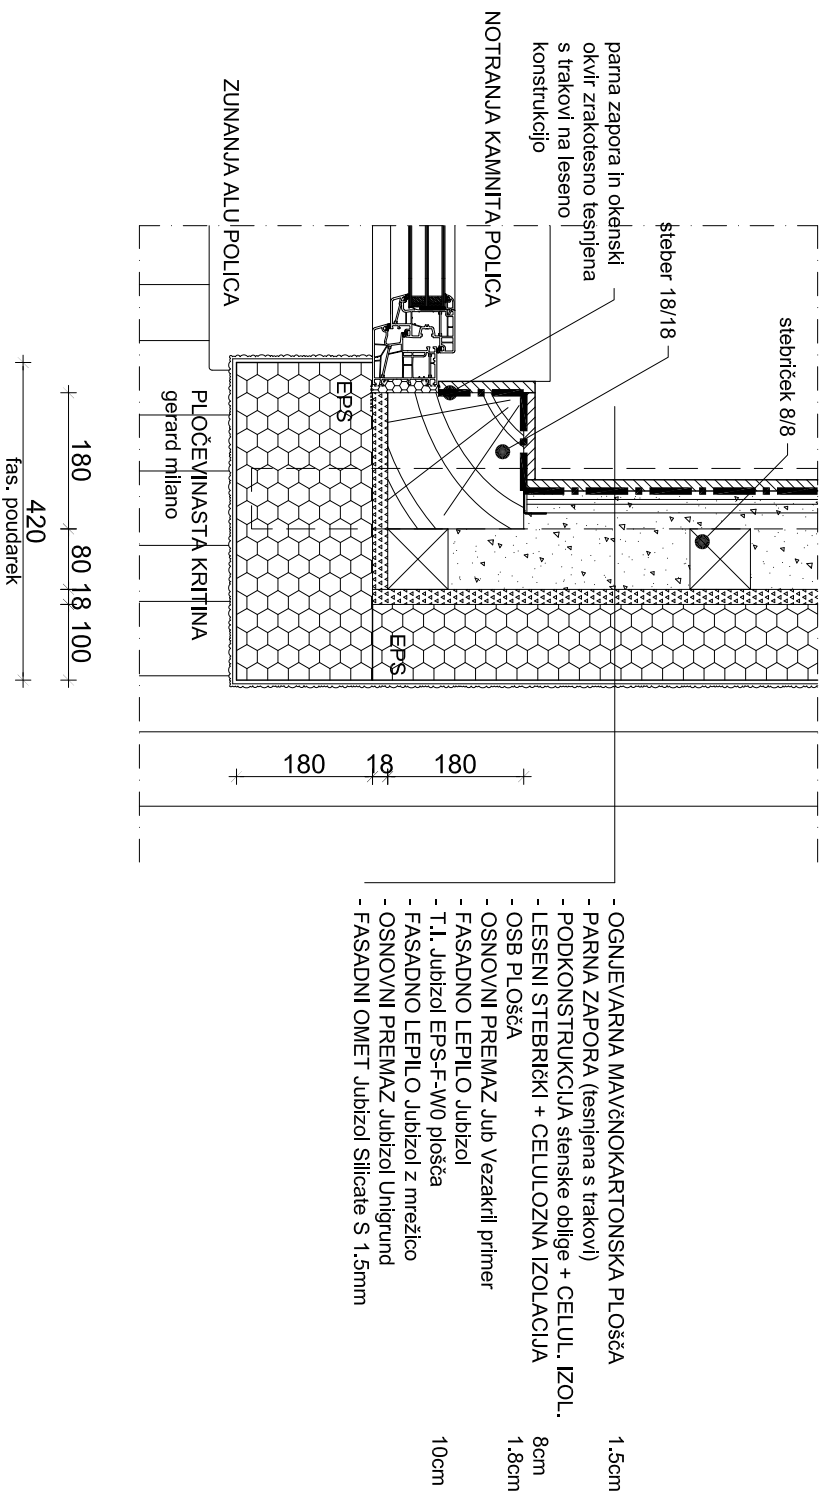 parna zapora in okenski
okvir zrakotesno tesnjena
s trakovi na leseno
konstrukcijo
NOTRANJA KAMNITA POLICA
ZUNANJA ALU POLICA
steber 18/18
stebriček 8/8
EPS
EPS
PLOČEVINASTA KRITINA
gerard milano
180
80
18
100
420
fas. poudarek
180
18
180
- OGNJEVARNA MAVčNOKARTONSKA PLOŠčA 1.5cm
- PARNA ZAPORA (tesnjena s trakovi)
- PODKONSTRUKCIJA stenske oblige + CELUL. IZOL.
- LESENI STEBRIčKI + CELULOZNA IZOLACIJA 8cm
- OSB PLOŠčA 1.8cm
- OSNOVNI PREMAZ Jub Vezakril primer
- FASADNO LEPILO Jubizol
- T.I. Jubizol EPS-F-W0 plošča 10cm
- FASADNO LEPILO Jubizol z mrežico
- OSNOVNI PREMAZ Jubizol Unigrund
- FASADNI OMET Jubizol Silicate S 1.5mm